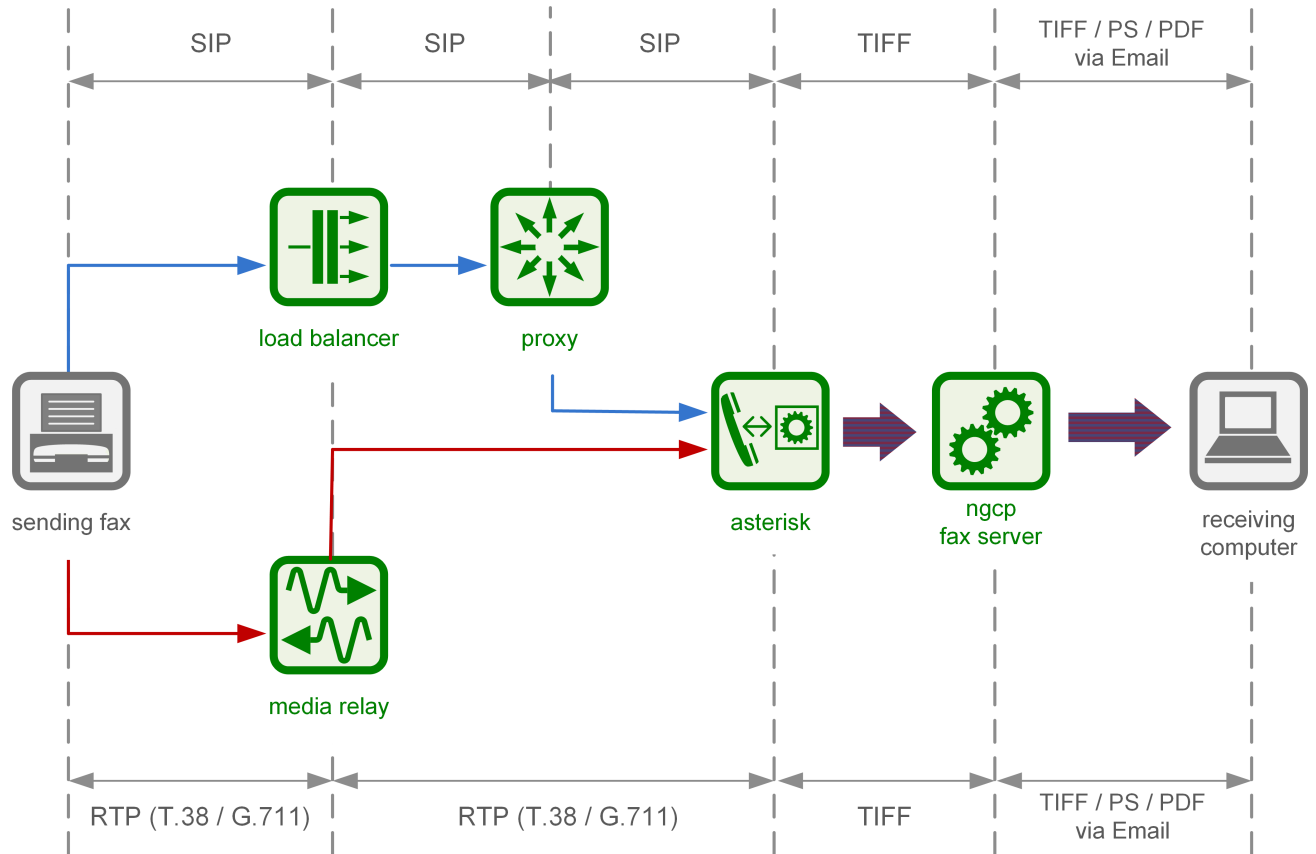 SIP
SIP
SIP
TIFF
TIFF / PS / PDF
via Email
load balancer
proxy
sending fax
asterisk
ngcp
fax server
receiving
computer
media relay
RTP (T.38 / G.711)
RTP (T.38 / G.711)
TIFF
TIFF / PS / PDF
via Email